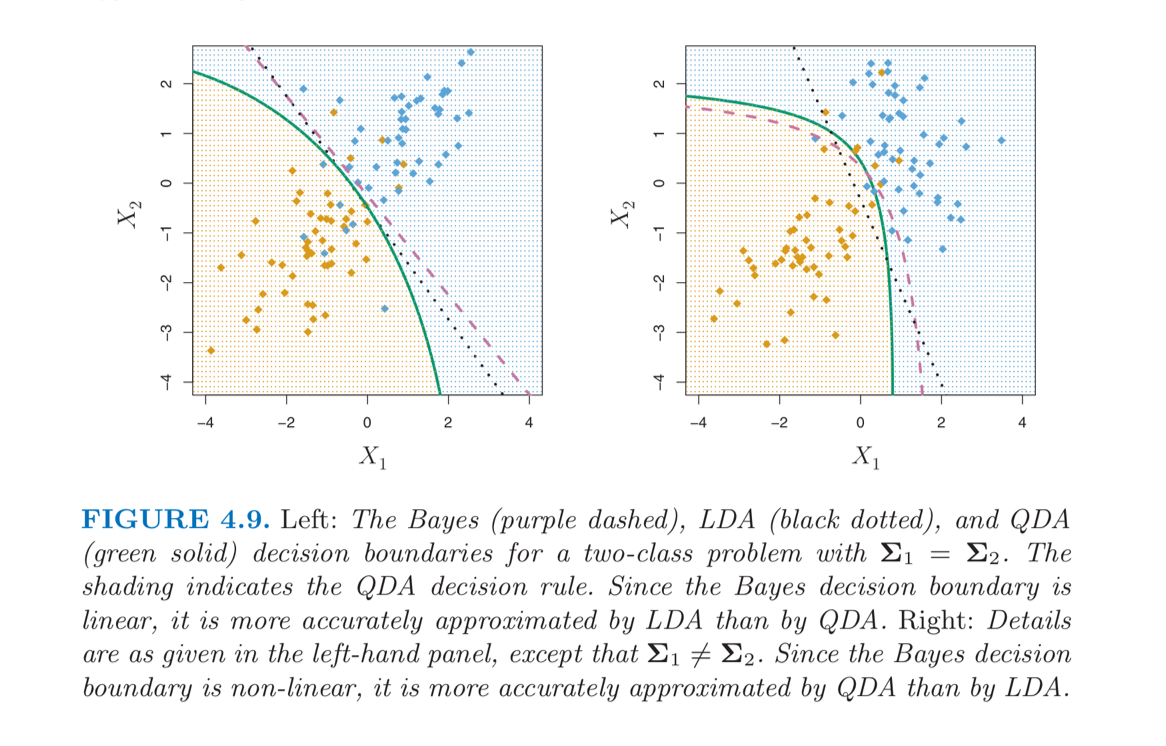 2
1
0
−1
−2
−3
−4
X2
−4 −2 0 2 4
X1
2
1
0
−1
−2
−3
−4
X2
−4 −2 0 2 4
X1
FIGURE 4.9. Left: The Bayes (purple dashed), LDA (black dotted), and QDA
(green solid) decision boundaries for a two-class problem with Σ1 = Σ2. The
shading indicates the QDA decision rule. Since the Bayes decision boundary is
linear, it is more accurately approximated by LDA than by QDA. Right: Details
are as given in the left-hand panel, except that Σ1 ≠ Σ2. Since the Bayes decision
boundary is non-linear, it is more accurately approximated by QDA than by LDA.